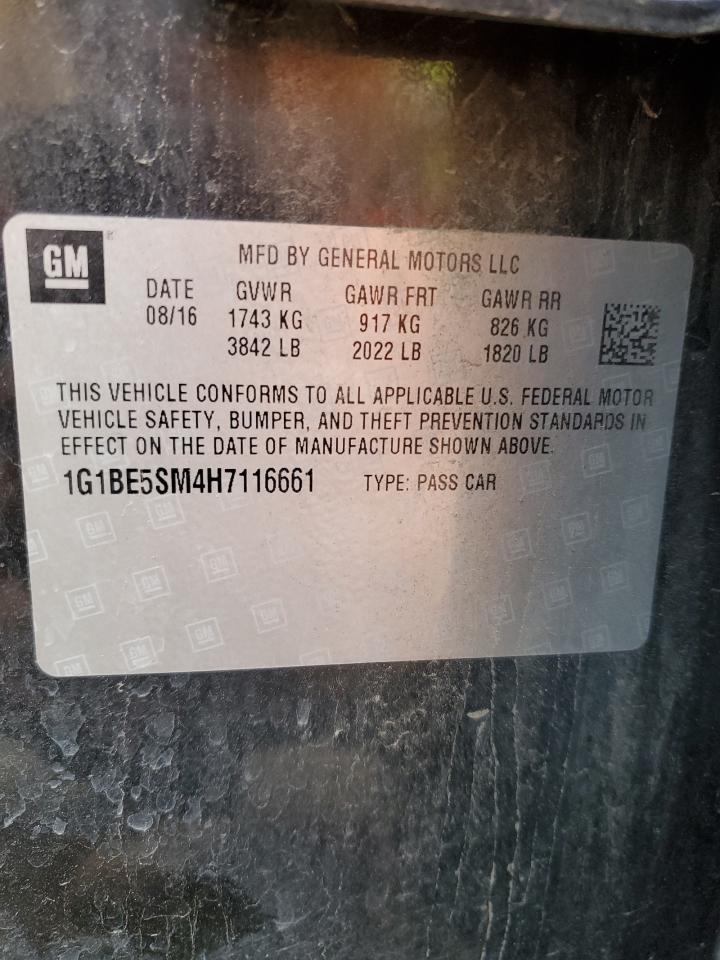 GM
MFD BY GENERAL MOTORS LLC
DATE GVWR GAWR FRT GAWR RR
08/16 1743 KG 917 KG 826 KG
3842 LB 2022 LB 1820 LB
THIS VEHICLE CONFORMS TO ALL APPLICABLE U.S. FEDERAL MOTOR
VEHICLE SAFETY, BUMPER, AND THEFT PREVENTION STANDARDS IN
EFFECT ON THE DATE OF MANUFACTURE SHOWN ABOVE.
1G1BE5SM4H7116661 TYPE: PASS CAR